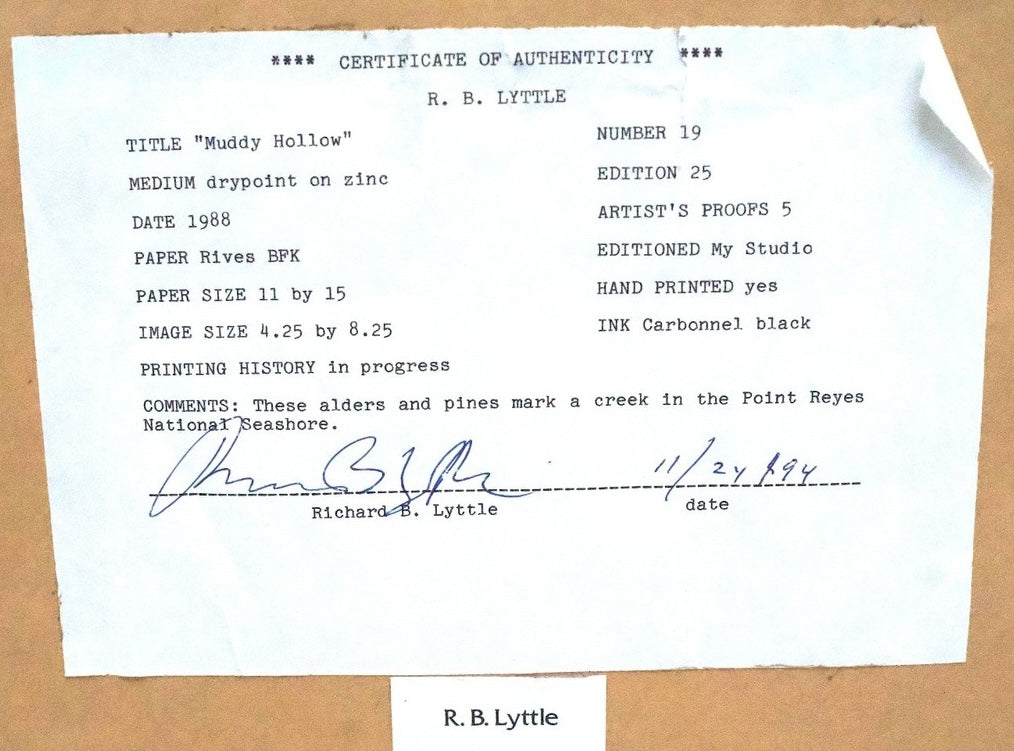 **** CERTIFICATE OF AUTHENTICITY ****
R. B. LYTTLE
TITLE "Muddy Hollow"
MEDIUM drypoint on zinc
DATE 1988
PAPER Rives BFK
PAPER SIZE 11 by 15
IMAGE SIZE 4.25 by 8.25
PRINTING HISTORY in progress
NUMBER 19
EDITION 25
ARTIST'S PROOFS 5
EDITIONED My Studio
HAND PRINTED yes
INK Carbonnel black
COMMENTS: These alders and pines mark a creek in the Point Reyes
National Seashore.
11/24/94
Richard B. Lyttle
date
R. B. Lyttle